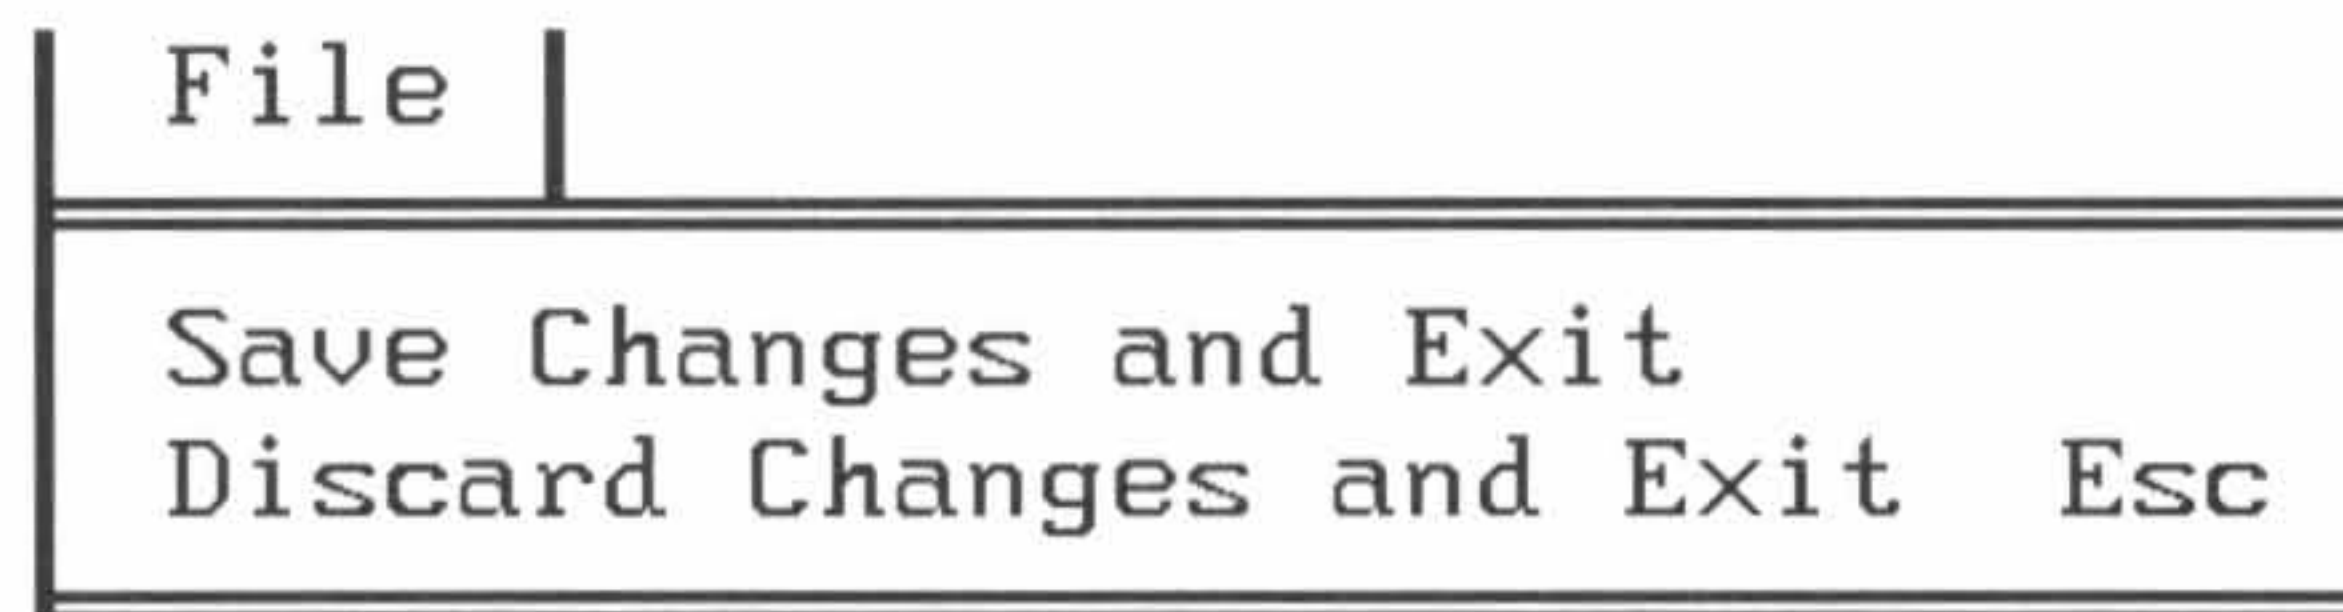 File
Save Changes and Exit
Discard Changes and Exit  Esc